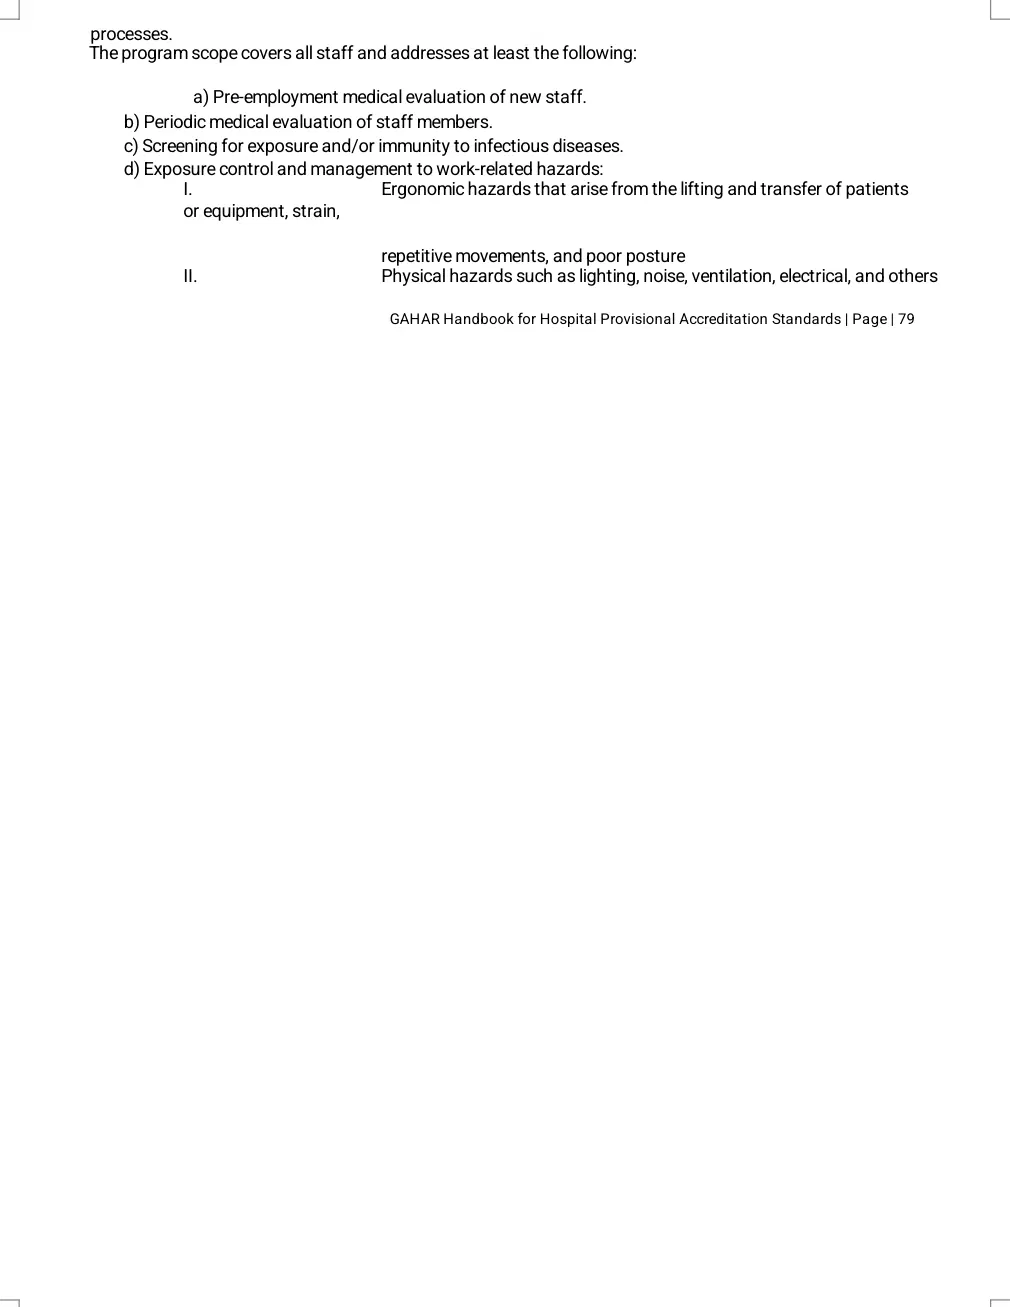 processes.
The program scope covers all staff and addresses at least the following:
a) Pre-employment medical evaluation of new staff.
b) Periodic medical evaluation of staff members.
c) Screening for exposure and/or immunity to infectious diseases.
d) Exposure control and management to work-related hazards:
I. Ergonomic hazards that arise from the lifting and transfer of patients
or equipment, strain,
repetitive movements, and poor posture
II. Physical hazards such as lighting, noise, ventilation, electrical, and others
GAHAR Handbook for Hospital Provisional Accreditation Standards | Page | 79